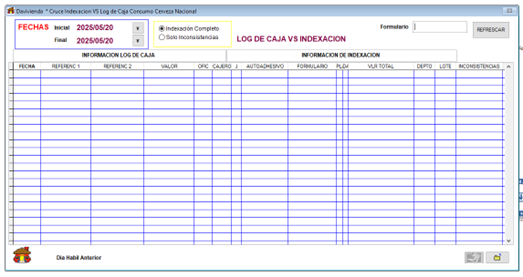 Davivienda * Cruce Indexacion VS Log de Caja Consumo Cerveza Nacional
FECHAS Inicial 2025/05/20
Final 2025/05/20
Indexación Completo
Solo Inconsistencias
LOG DE CAJA VS INDEXACION
Formulario
REFRESCAR
INFORMACION LOG DE CAJA INFORMACION DE INDEXACION
FECHA REFERENC 1 REFERENC 2 VALOR OFIC CAJERO J AUTOADHESIVO FORMULARIO VLR TOTAL DEPTO LOTE INCONSISTENCIAS
Dia Habil Anterior